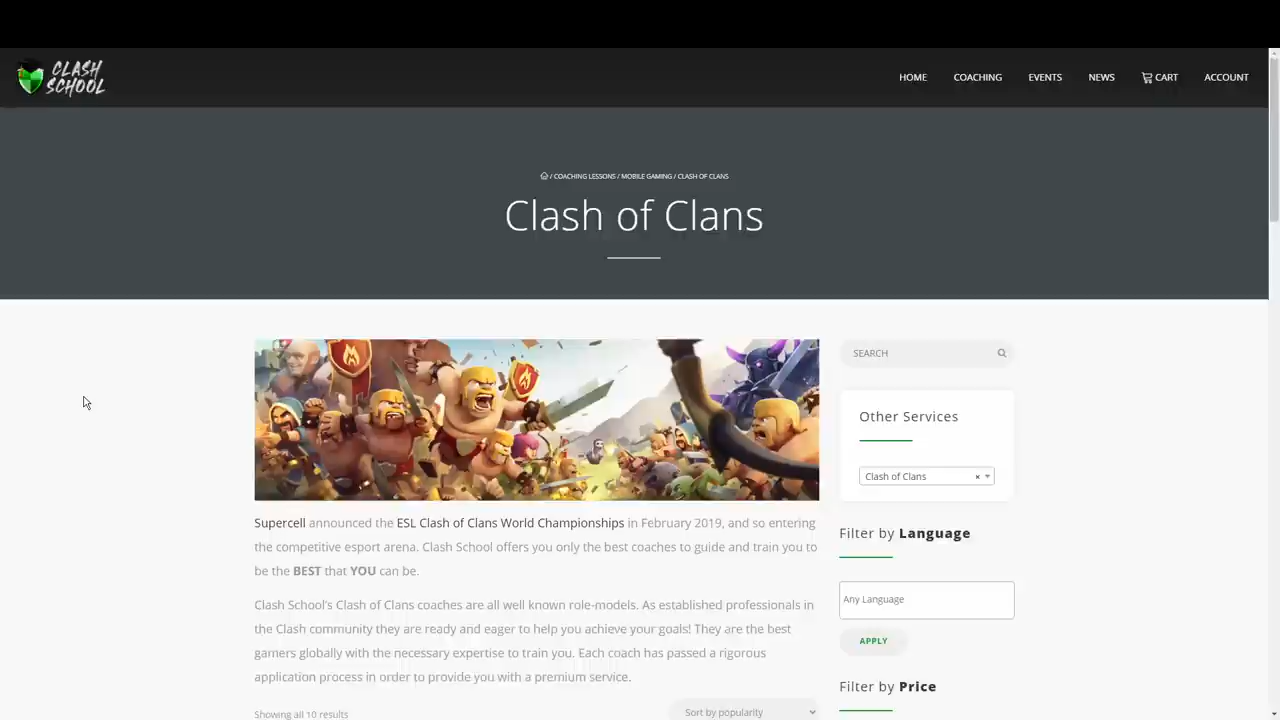 CLASH
SCHOOL
HOME COACHING EVENTS NEWS CART ACCOUNT
/ COACHING LESSONS / MOBILE GAMING / CLASH OF CLANS
Clash of Clans
SEARCH
Other Services
Clash of Clans × 
Supercell announced the ESL Clash of Clans World Championships in February 2019, and so entering
the competitive esport arena. Clash School offers you only the best coaches to guide and train you to
be the BEST that YOU can be.
Filter by Language
Any Language
APPLY
Clash School's Clash of Clans coaches are all well known role-models. As established professionals in
the Clash community they are ready and eager to help you achieve your goals! They are the best
gamers globally with the necessary expertise to train you. Each coach has passed a rigorous
application process in order to provide you with a premium service.
Filter by Price
Showing all 10 results
Sort by popularity